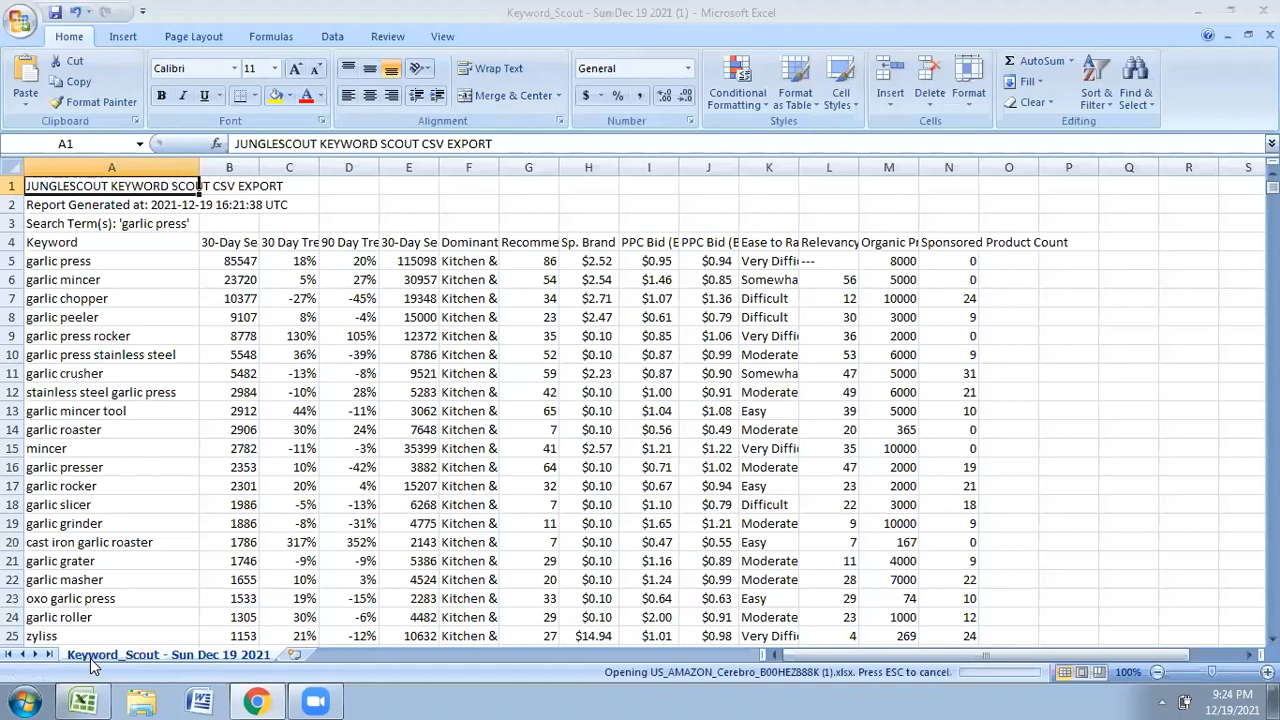 Keyword_Scout - Sun Dec 19 2021 (1) - Microsoft Excel
Home Insert Page Layout Formulas Data Review View
Paste Cut Copy Format Painter Clipboard
Calibri 11 B I U A A A Font
Wrap Text Merge & Center Alignment
General $ % , Number
Conditional Formatting Format as Table Cell Styles Styles
Insert Delete Format Cells
Σ AutoSum Fill Clear Sort & Filter Find & Select Editing
A1 fx JUNGLESCOUT KEYWORD SCOUT CSV EXPORT
A B C D E F G H I J K L M N O P Q R S
1 JUNGLESCOUT KEYWORD SCOUT CSV EXPORT
2 Report Generated at: 2021-12-19 16:21:38 UTC
3 Search Term(s): 'garlic press'
4 Keyword 30-Day Se 30 Day Tre 90 Day Tre 30-Day Se Dominant Recomme Sp. Brand PPC Bid (E PPC Bid (E Ease to Ra Relevancy Organic Pr Sponsored Product Count
5 garlic press 85547 18% 20% 115098 Kitchen & 86 $2.52 $0.95 $0.94 Very Diffi --- 8000 0
6 garlic mincer 23720 5% 27% 30957 Kitchen & 54 $2.54 $1.46 $0.85 Somewha 56 5000 0
7 garlic chopper 10377 -27% -45% 19348 Kitchen & 34 $2.71 $1.07 $1.36 Difficult 12 10000 24
8 garlic peeler 9107 8% -4% 15000 Kitchen & 23 $2.47 $0.61 $0.79 Difficult 30 3000 9
9 garlic press rocker 8778 130% 105% 12372 Kitchen & 35 $0.10 $0.85 $1.06 Very Diffi 36 2000 0
10 garlic press stainless steel 5548 36% -39% 8786 Kitchen & 52 $0.10 $0.87 $0.99 Moderate 53 6000 9
11 garlic crusher 5482 -13% -8% 9521 Kitchen & 59 $2.23 $0.87 $0.90 Somewha 47 5000 31
12 stainless steel garlic press 2984 -10% 28% 5283 Kitchen & 42 $0.10 $1.00 $0.91 Moderate 49 6000 21
13 garlic mincer tool 2912 44% -11% 3062 Kitchen & 65 $0.10 $1.04 $1.08 Easy 39 5000 10
14 garlic roaster 2906 30% 24% 7648 Kitchen & 7 $0.10 $0.56 $0.49 Moderate 20 365 0
15 mincer 2782 -11% -3% 35399 Kitchen & 41 $2.57 $1.21 $1.22 Very Diffi 35 10000 0
16 garlic presser 2353 10% -42% 3882 Kitchen & 64 $0.10 $0.71 $1.02 Moderate 47 2000 19
17 garlic rocker 2301 20% 4% 15207 Kitchen & 32 $0.10 $0.67 $0.94 Easy 23 2000 21
18 garlic slicer 1986 -5% -13% 6268 Kitchen & 29 $0.10 $1.10 $0.79 Difficult 22 3000 18
19 garlic grinder 1886 -8% -31% 4775 Kitchen & 11 $0.10 $1.65 $1.21 Moderate 9 10000 9
20 cast iron garlic roaster 1786 317% 352% 2143 Kitchen & 7 $0.10 $0.47 $0.55 Easy 7 167 0
21 garlic grater 1746 -9% -9% 5386 Kitchen & 29 $0.10 $1.16 $0.89 Moderate 11 4000 9
22 garlic masher 1655 10% 3% 4524 Kitchen & 20 $0.10 $1.24 $0.99 Moderate 28 7000 22
23 oxo garlic press 1533 19% -15% 2283 Kitchen & 33 $0.10 $0.64 $0.63 Easy 29 74 10
24 garlic roller 1305 30% -6% 4482 Kitchen & 91 $0.10 $2.00 $0.91 Moderate 28 1000 12
25 zyliss 1153 21% -12% 10632 Kitchen & 27 $14.94 $1.01 $0.98 Very Diffi 4 269 24
Keyword_Scout - Sun Dec 19 2021
Opening US_AMAZON_Cerebro_B00HEZ888K (1).xlsx. Press ESC to cancel. 100%
9:24 PM
12/19/2021